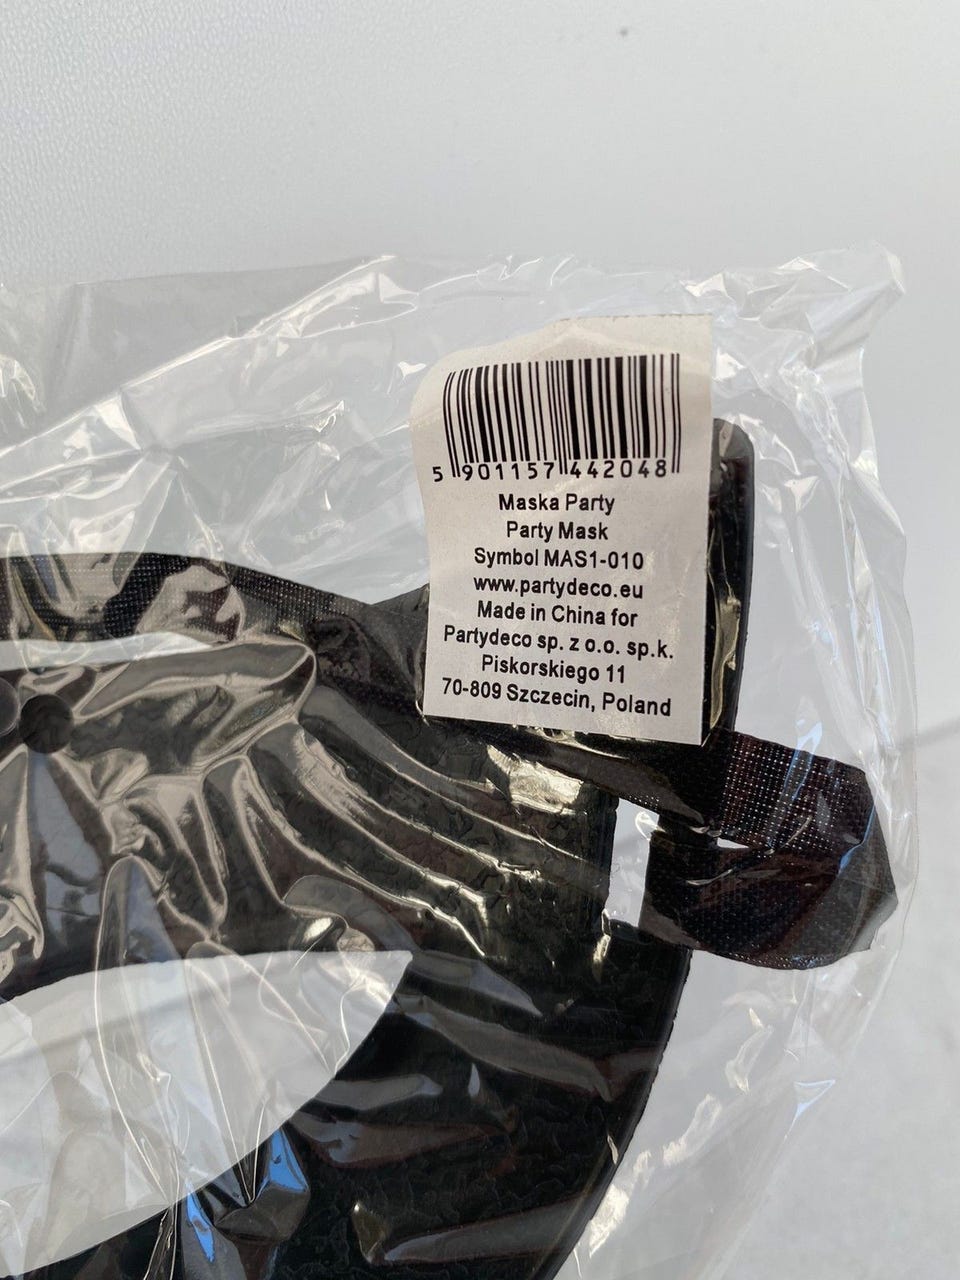 5 901157 442048
Maska Party
Party Mask
Symbol MAS1-010
www.partydeco.eu
Made in China for
Partydeco sp. z o.o. sp.k.
Piskorskiego 11
70-809 Szczecin, Poland